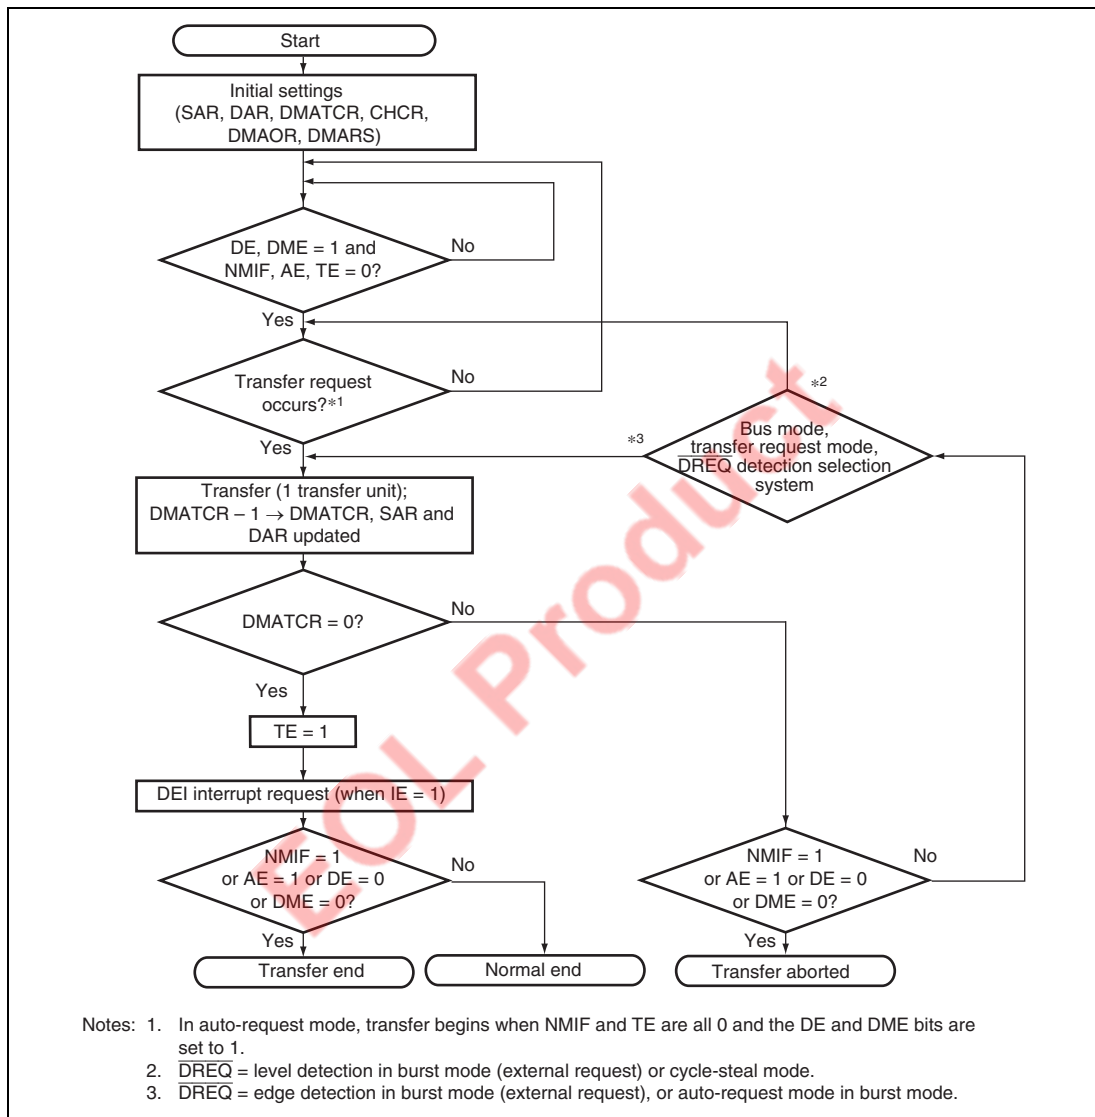 Start
Initial settings
(SAR, DAR, DMATCR, CHCR,
DMAOR, DMARS)
DE, DME = 1 and
NMIF, AE, TE = 0?
No
Yes
Transfer request
occurs?*1
No
*2
Bus mode,
transfer request mode,
DREQ detection selection
system
*3
Yes
Transfer (1 transfer unit);
DMATCR – 1 → DMATCR, SAR and
DAR updated
DMATCR = 0?
No
Yes
TE = 1
DEI interrupt request (when IE = 1)
NMIF = 1
or AE = 1 or DE = 0
or DME = 0?
No
Yes
NMIF = 1
or AE = 1 or DE = 0
or DME = 0?
No
Yes
Transfer end
Normal end
Transfer aborted
EOL Product
Notes: 1. In auto-request mode, transfer begins when NMIF and TE are all 0 and the DE and DME bits are
set to 1.
2. DREQ = level detection in burst mode (external request) or cycle-steal mode.
3. DREQ = edge detection in burst mode (external request), or auto-request mode in burst mode.